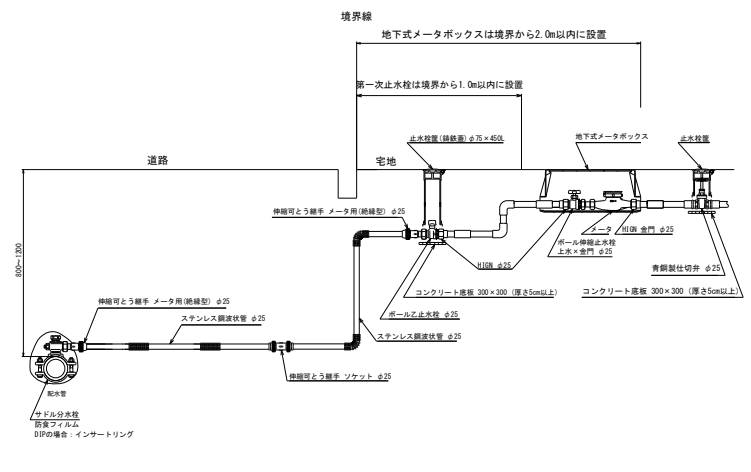 境界線
地下式メータボックスは境界から2.0m以内に設置
第一次止水栓は境界から1.0m以内に設置
止水栓筺(鋳鉄蓋)φ75×450L
地下式メータボックス
止水栓筺
道路
宅地
伸縮可とう継手 メータ用(絶縁型) φ25
メータ
HIGN 金門 φ25
ボール伸縮止水栓
上水×金門 φ25
HIGN φ25
青銅製仕切弁 φ25
800~1200
コンクリート底板 300×300 (厚さ5cm以上)
コンクリート底板 300×300 (厚さ5cm以上)
伸縮可とう継手 メータ用(絶縁型) φ25
ボール乙止水栓 φ25
ステンレス鋼波状管 φ25
ステンレス鋼波状管 φ25
伸縮可とう継手 ソケット φ25
配水管
サドル分水栓
防食フィルム
DIPの場合：インサートリング